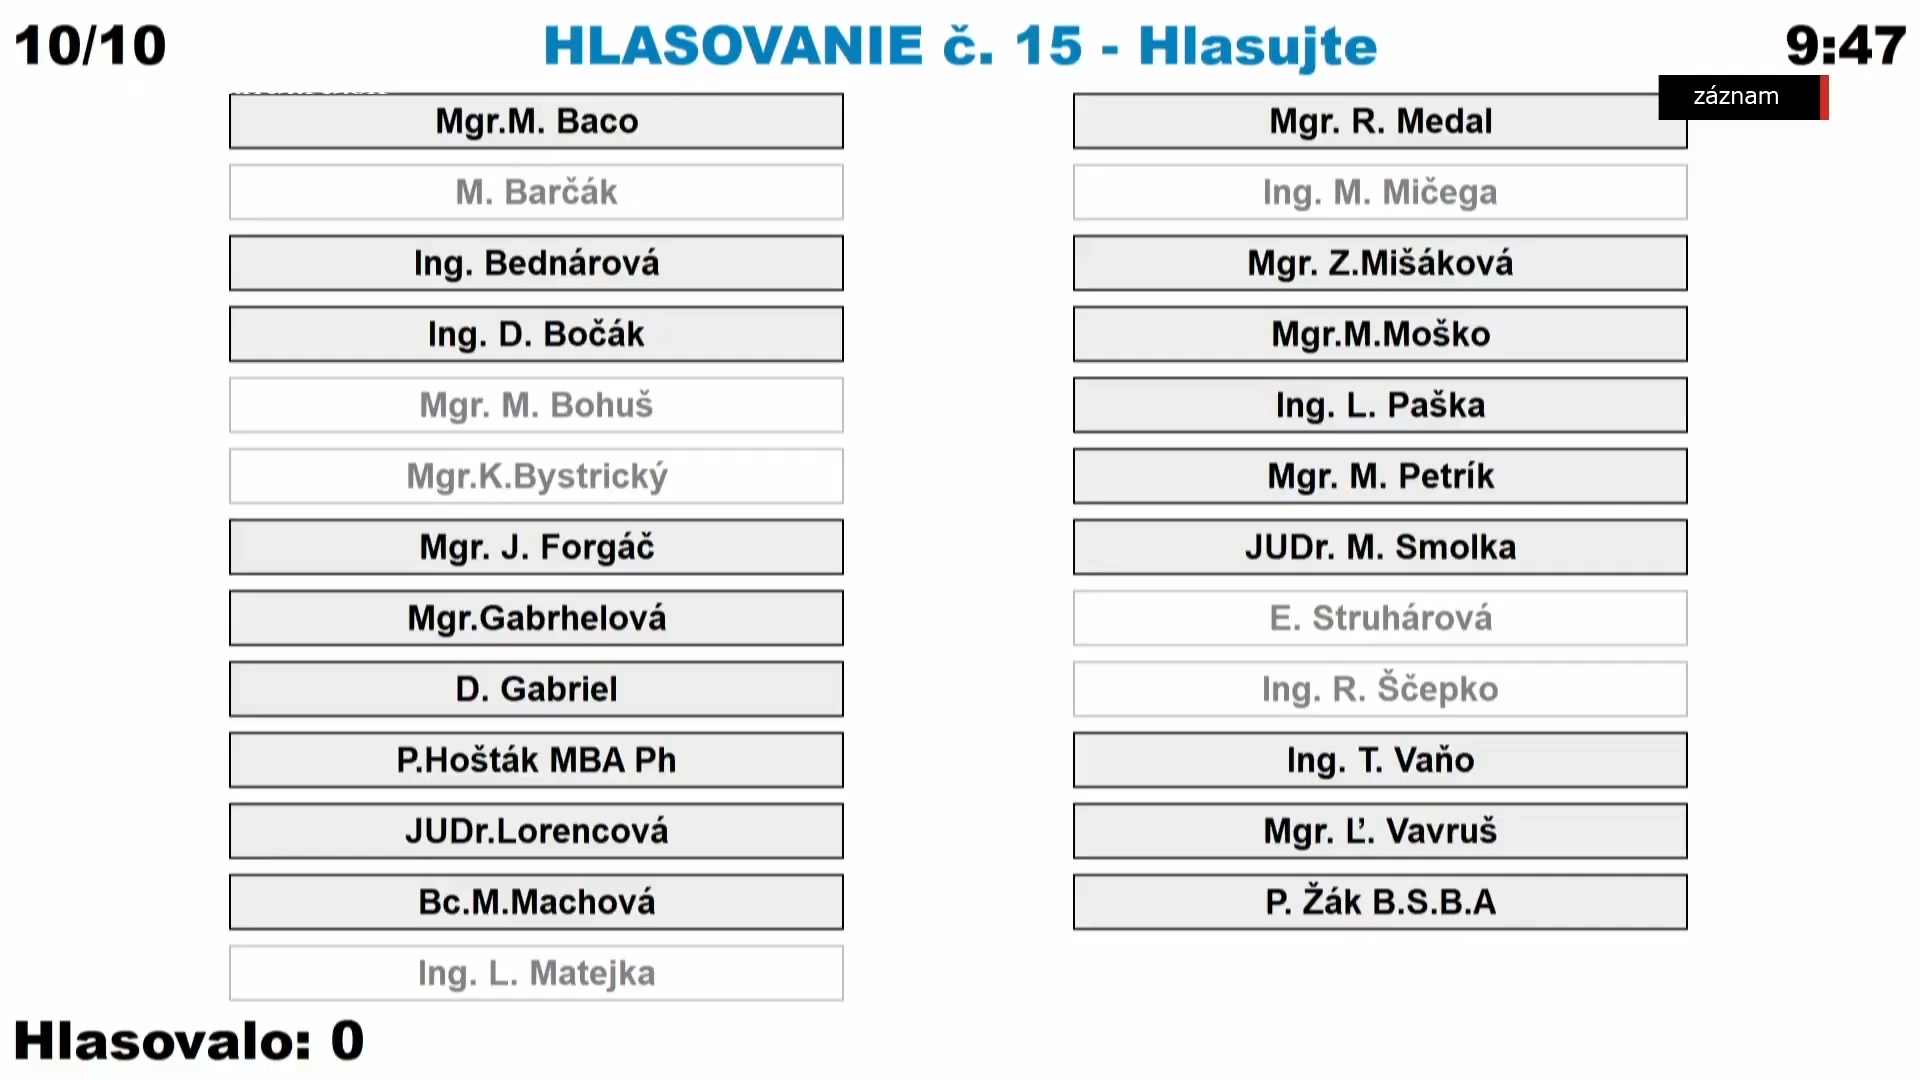 10/10
HLASOVANIE č. 15 - Hlasujte
9:47
záznam
Mgr.M. Baco
M. Barčák
Ing. Bednárová
Ing. D. Bočák
Mgr. M. Bohuš
Mgr.K.Bystrický
Mgr. J. Forgáč
Mgr.Gabrhelová
D. Gabriel
P.Hošták MBA Ph
JUDr.Lorencová
Bc.M.Machová
Ing. L. Matejka
Mgr. R. Medal
Ing. M. Mičega
Mgr. Z.Mišáková
Mgr.M.Moško
Ing. L. Paška
Mgr. M. Petrík
JUDr. M. Smolka
E. Struhárová
Ing. R. Ščepko
Ing. T. Vaňo
Mgr. Ľ. Vavruš
P. Žák B.S.B.A
Hlasovalo: 0